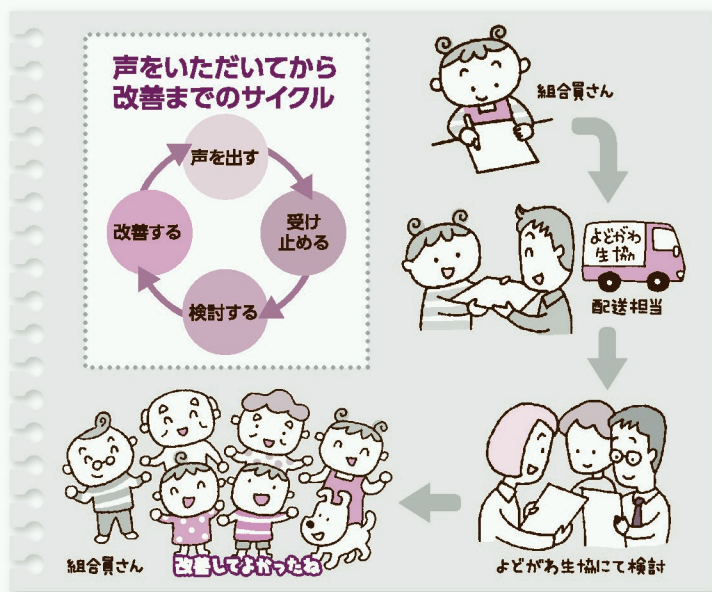 声をいただいてから
改善までのサイクル
声を出す
受け
止める
検討する
改善する
組合員さん
よどがわ
生協
配送担当
よどがわ生協にて検討
組合員さん
改善してよかったね